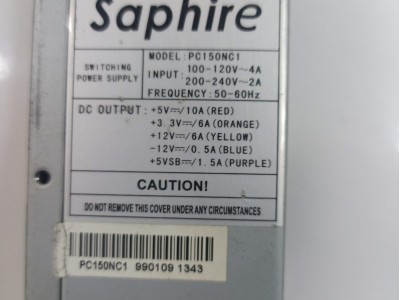 Saphire
SWITCHING
POWER SUPPLY
MODEL: PC150NC1
INPUT: 100-120V~4A
200-240V~2A
FREQUENCY: 50-60Hz
DC OUTPUT: +5V⎓/10A(RED)
+3.3V⎓/6A(ORANGE)
+12V⎓/6A(YELLOW)
-12V⎓/0.5A(BLUE)
+5VSB⎓/1.5A(PURPLE)
CAUTION!
DO NOT REMOVE THIS COVER UNDER ANY CIRCUMSTANCES
PC150NC1 990109 1343